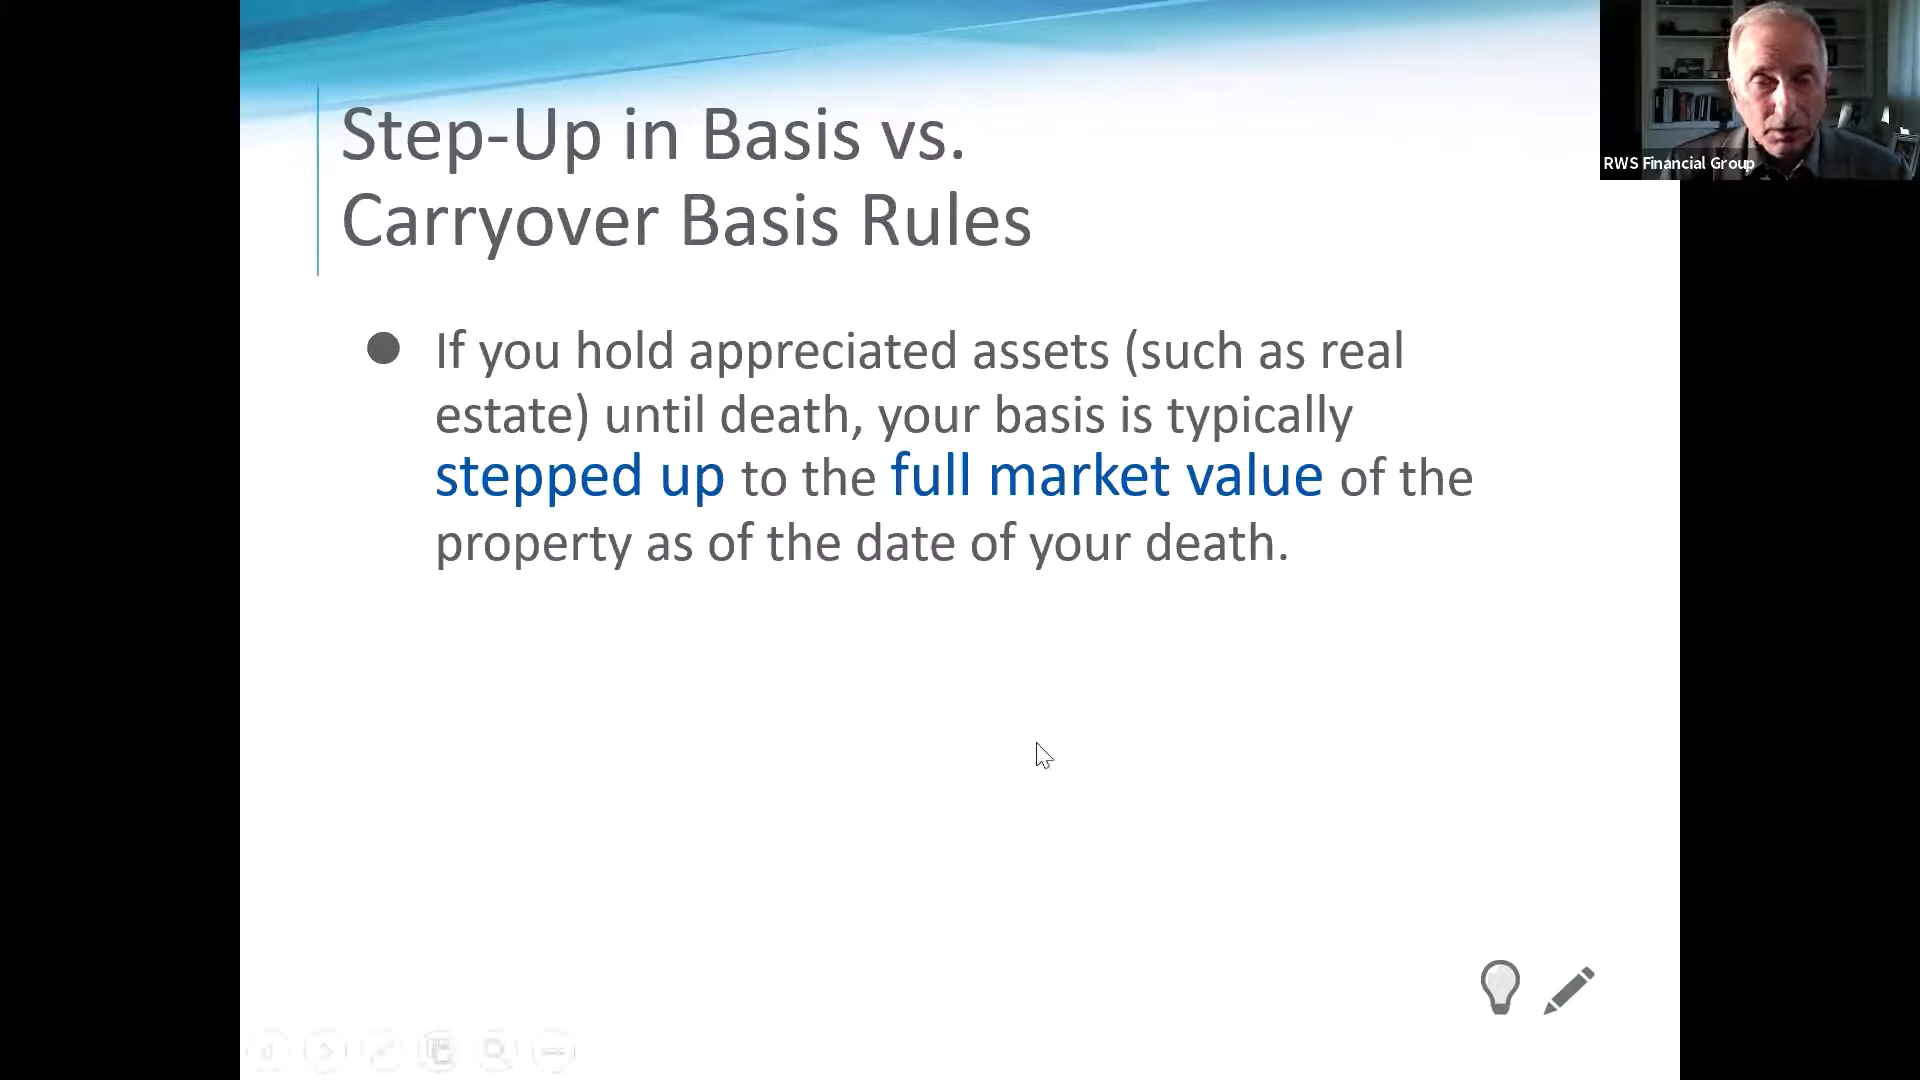 Step-Up in Basis vs.
Carryover Basis Rules
RWS Financial Group
If you hold appreciated assets (such as real
estate) until death, your basis is typically
stepped up to the full market value of the
property as of the date of your death.